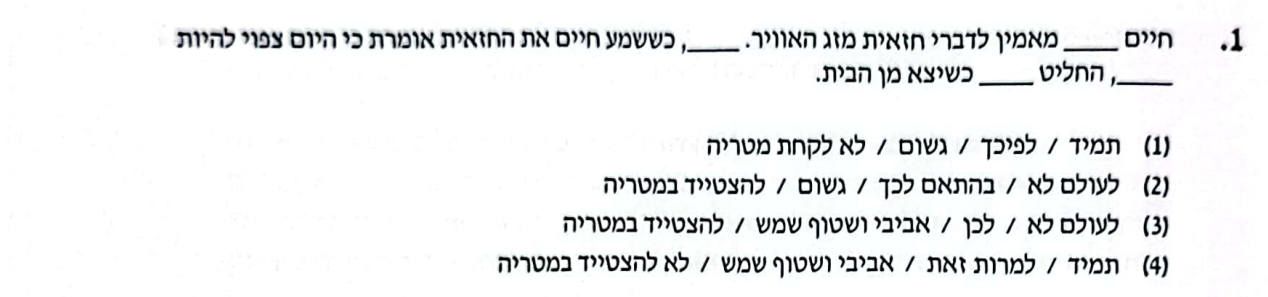 1. חיים ____ מאמין לדברי חזאית מזג האוויר. ____, כששמע חיים את החזאית אומרת כי היום צפוי להיות
____, החליט ____ כשיצא מן הבית.
(1) תמיד / לפיכך / גשום / לא לקחת מטריה
(2) לעולם לא / בהתאם לכך / גשום / להצטייד במטריה
(3) לעולם לא / לכן / אביבי ושטוף שמש / להצטייד במטריה
(4) תמיד / למרות זאת / אביבי ושטוף שמש / לא להצטייד במטריה